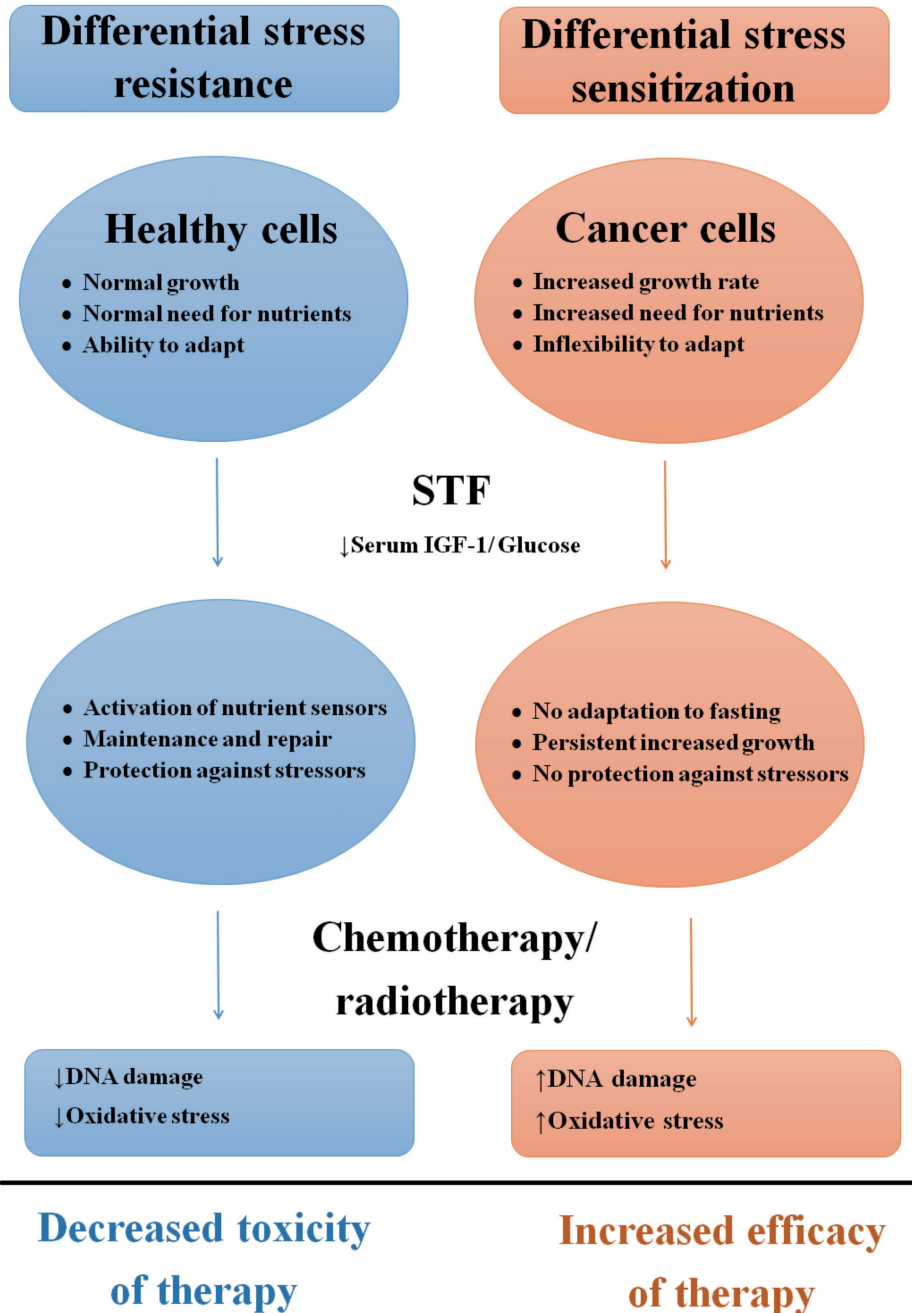 Differential stress
resistance
Differential stress
sensitization
Healthy cells
• Normal growth
• Normal need for nutrients
• Ability to adapt
Cancer cells
• Increased growth rate
• Increased need for nutrients
• Inflexibility to adapt
STF
↓Serum IGF-1/ Glucose
• Activation of nutrient sensors
• Maintenance and repair
• Protection against stressors
• No adaptation to fasting
• Persistent increased growth
• No protection against stressors
Chemotherapy/
radiotherapy
↓DNA damage
↓Oxidative stress
↑DNA damage
↑Oxidative stress
Decreased toxicity
of therapy
Increased efficacy
of therapy